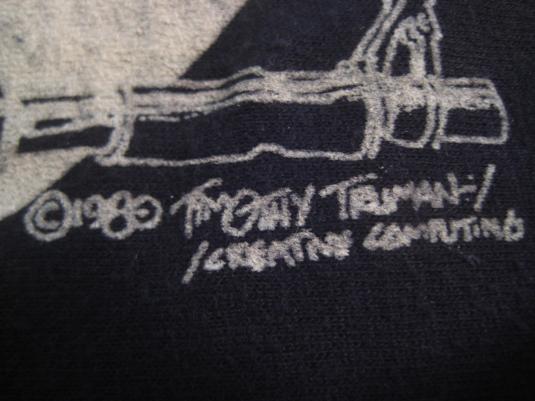 ©1980 TIMOTHY TRUMAN-/
/CREATIVE COMPUTING